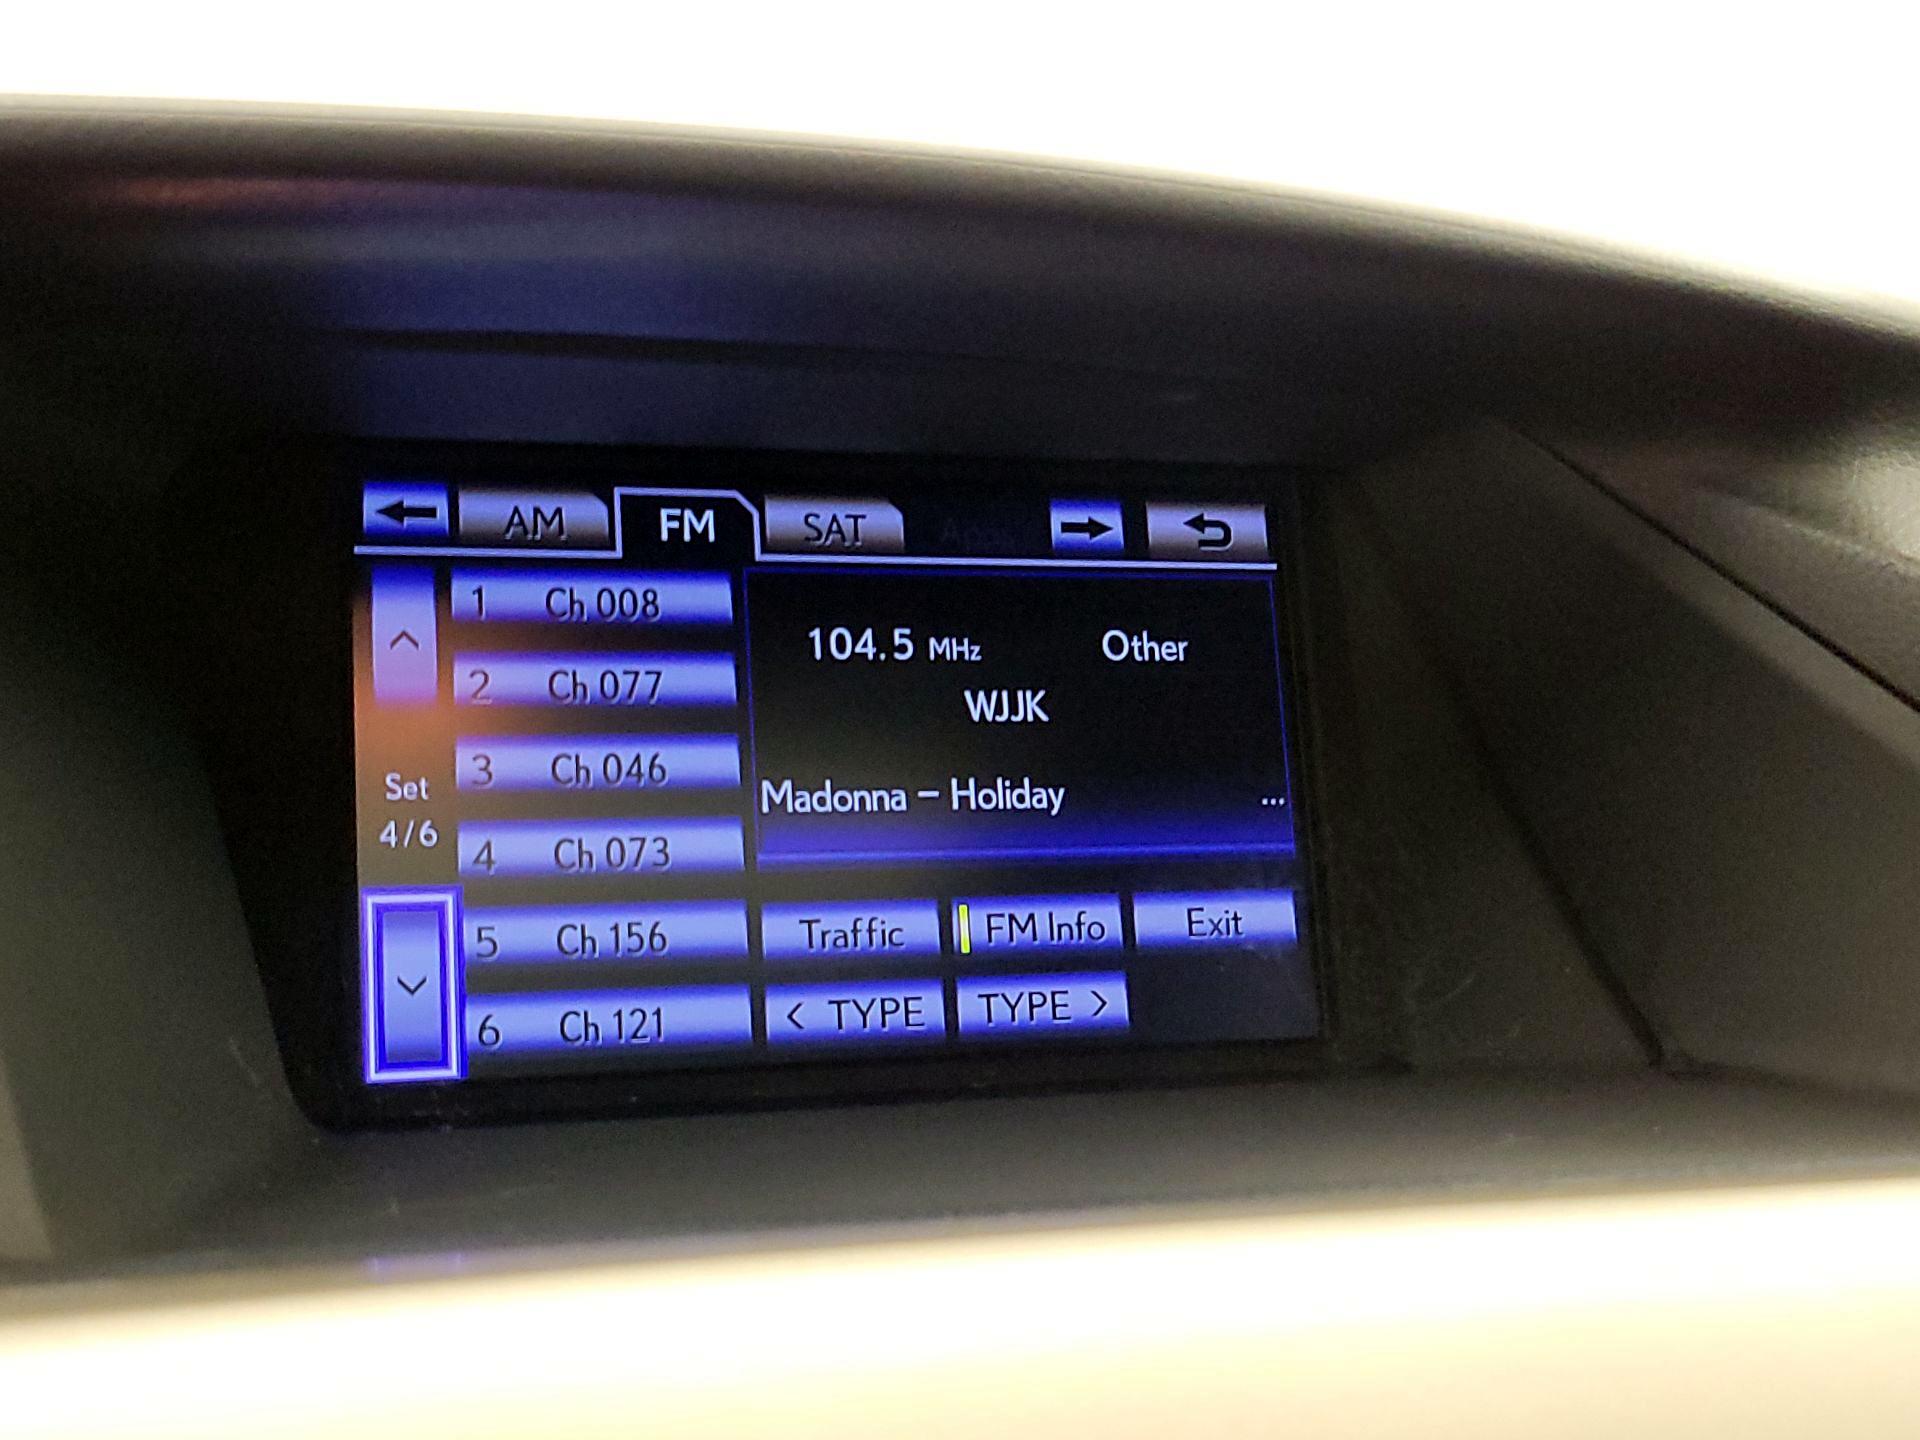 AM FM SAT Apps
1 Ch 008
2 Ch 077
3 Ch 046
4 Ch 073
5 Ch 156
6 Ch 121
Set
4/6
104.5 MHz Other
WJJK
Madonna - Holiday ...
Traffic FM Info Exit
< TYPE TYPE >